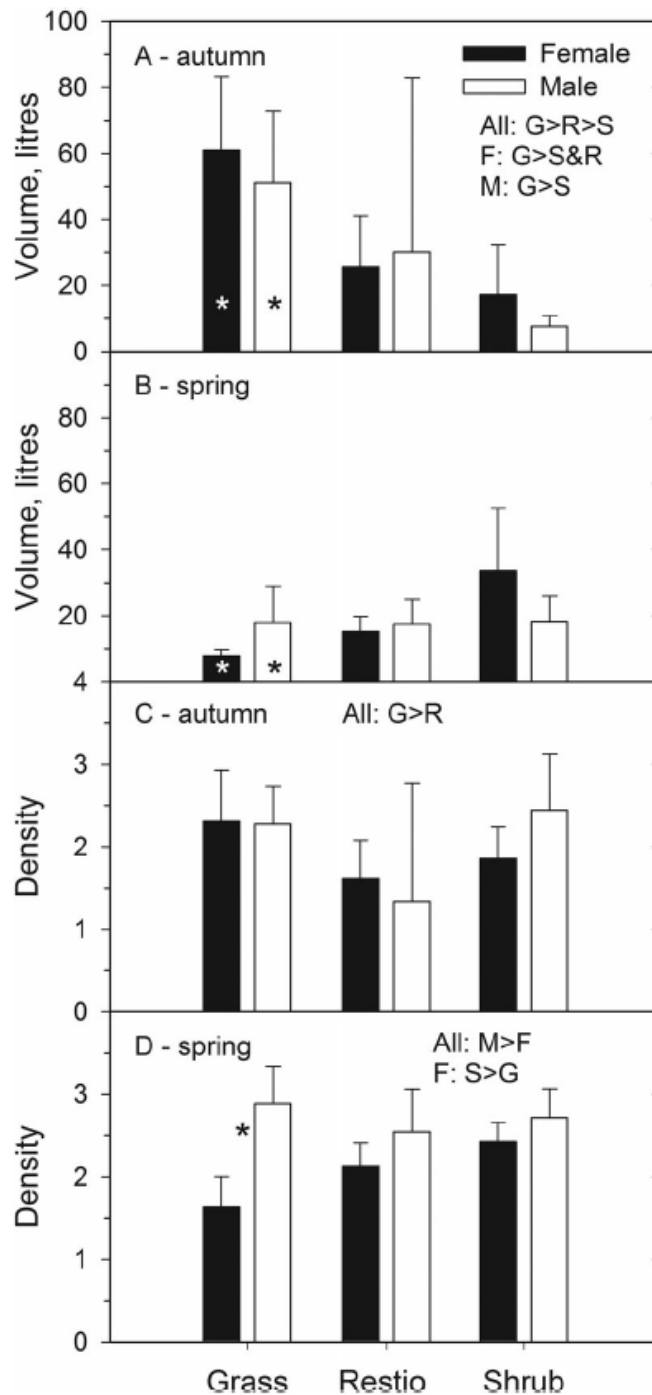 100
80
60
40
20
0
Volume, litres
A - autumn
Female
Male
All: G>R>S
F: G>S&R
M: G>S
* *
B - spring
80
60
40
20
4
Volume, litres
* *
C - autumn All: G>R
3
2
1
0
Density
D - spring All: M>F
F: S>G
*
3
2
1
0
Density
Grass Restio Shrub